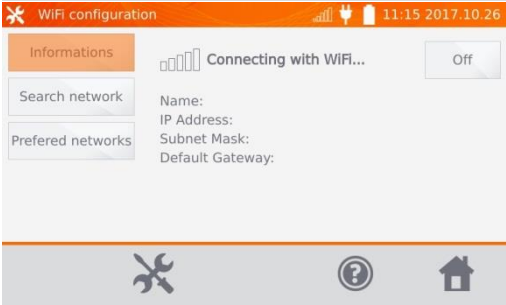 WiFi configuration
11:15 2017.10.26
Informations
Connecting with WiFi...
Off
Search network
Name:
IP Address:
Prefered networks
Subnet Mask:
Default Gateway:
?